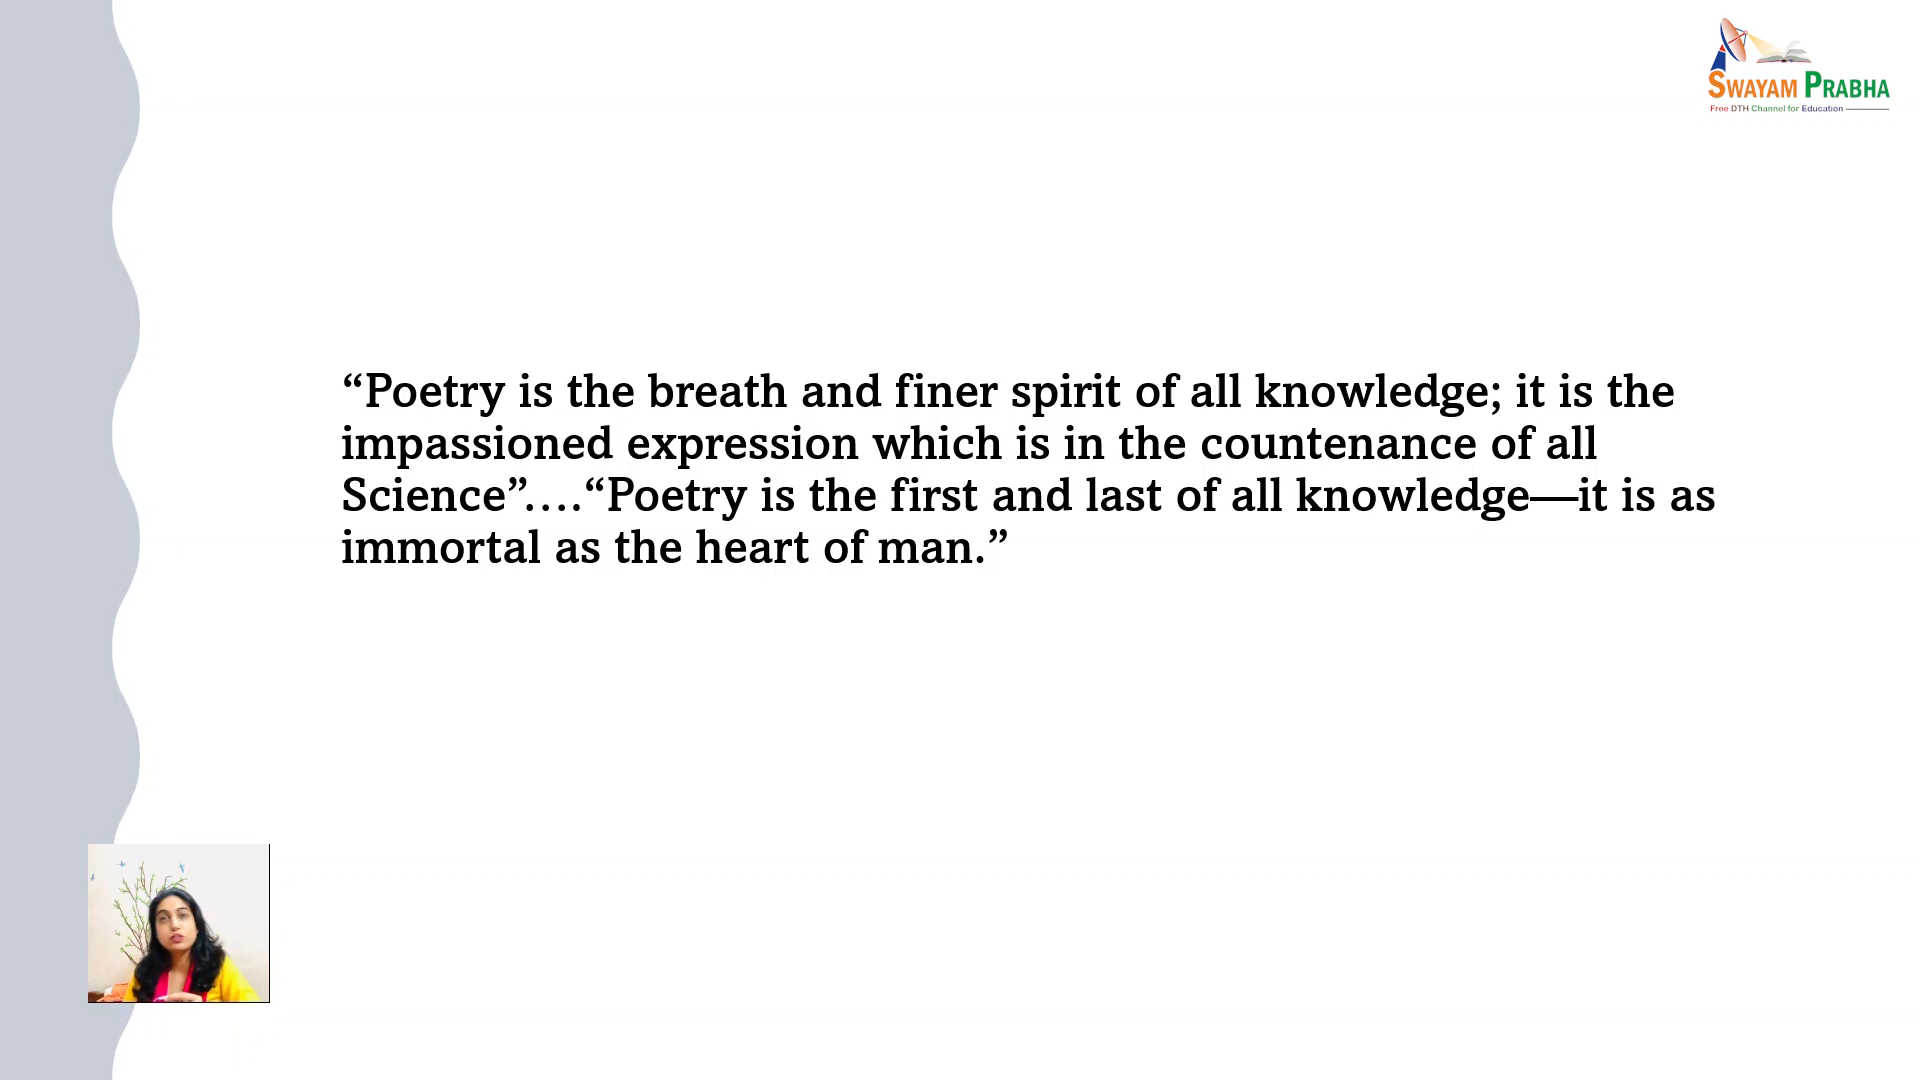 SWAYAM PRABHA
Free DTH Channel for Education
“Poetry is the breath and finer spirit of all knowledge; it is the
impassioned expression which is in the countenance of all
Science”….“Poetry is the first and last of all knowledge—it is as
immortal as the heart of man.”